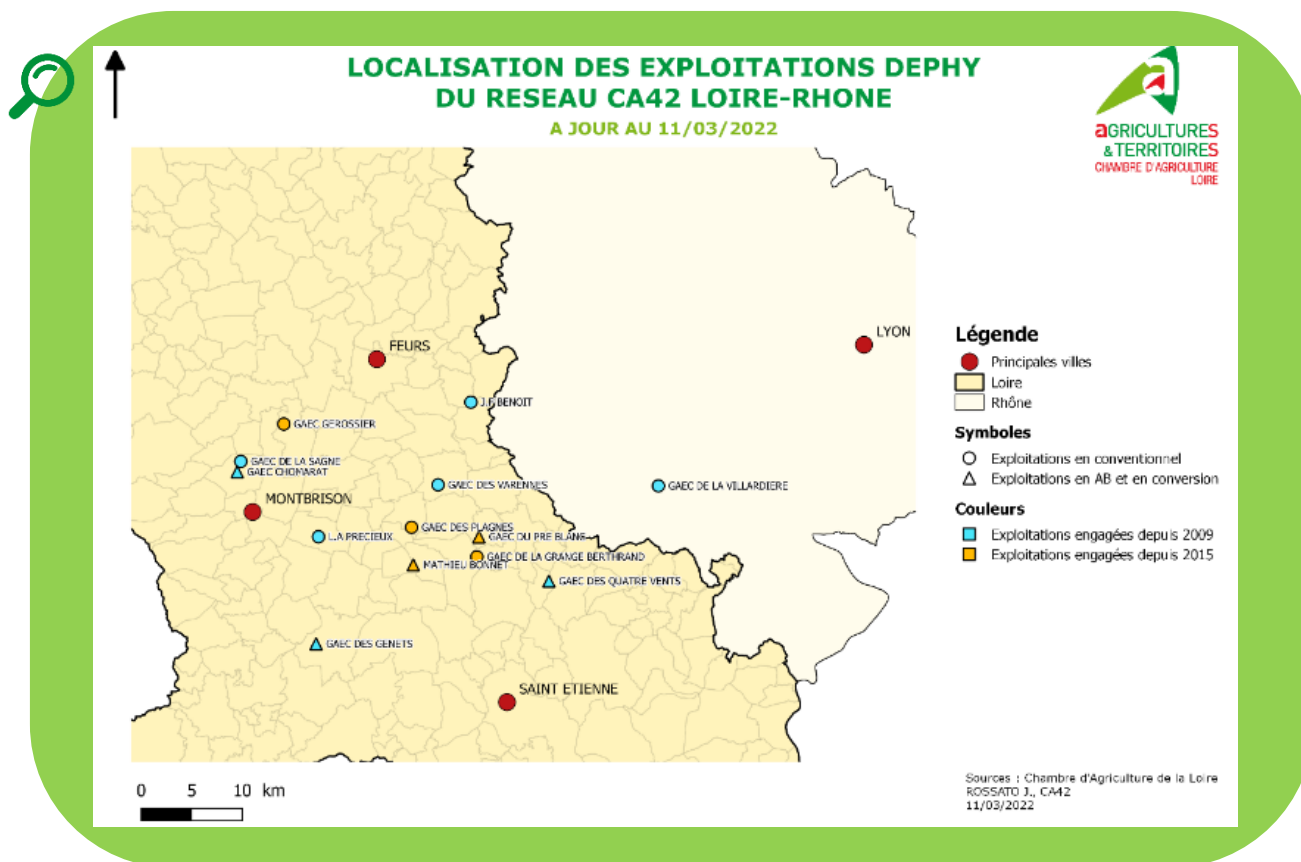 LOCALISATION DES EXPLOITATIONS DEPHY
DU RESEAU CA42 LOIRE-RHONE
A JOUR AU 11/03/2022
aGRICULTURES
& TERRITOIRES
CHAMBRE D'AGRICULTURE
LOIRE
LYON
FEURS
J.F BENOIT
GAEC GEROSSIER
GAEC DE LA SAGNE
GAEC CHOMARAT
GAEC DES VARENNES
GAEC DE LA VILLARDIERE
MONTBRISON
GAEC DES PLAGNES
L.A PRECIEUX
GAEC DU PRE BLANC
GAEC DE LA GRANGE BERTHRAND
MATHIEU BONNET
GAEC DES QUATRE VENTS
GAEC DES GENETS
SAINT ETIENNE
Légende
Principales villes
Loire
Rhône
Symboles
Exploitations en conventionnel
Exploitations en AB et en conversion
Couleurs
Exploitations engagées depuis 2009
Exploitations engagées depuis 2015
0 5 10 km
Sources : Chambre d'Agriculture de la Loire
ROSSATO J., CA42
11/03/2022